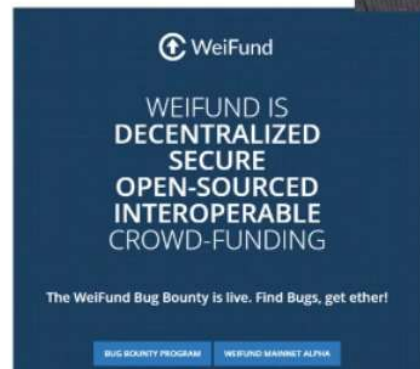 WeiFund
WEIFUND IS
DECENTRALIZED
SECURE
OPEN-SOURCED
INTEROPERABLE
CROWD-FUNDING
The WeiFund Bug Bounty is live. Find Bugs, get ether!
BUG BOUNTY PROGRAM WEIFUND MAINNET ALPHA